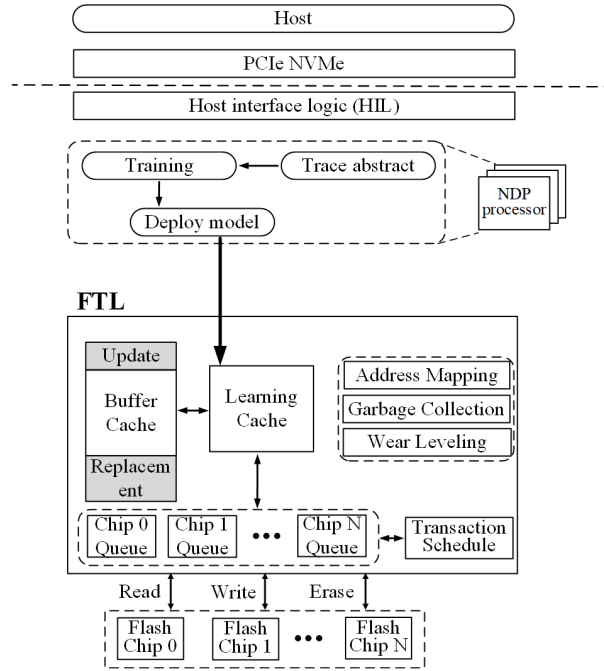 Host
PCIe NVMe
Host interface logic (HIL)
Training
Trace abstract
Deploy model
NDP
processor
FTL
Update
Buffer
Cache
Replacem
ent
Learning
Cache
Address Mapping
Garbage Collection
Wear Leveling
Chip 0
Queue
Chip 1
Queue
Chip N
Queue
Transaction
Schedule
Read
Write
Erase
Flash
Chip 0
Flash
Chip 1
Flash
Chip N